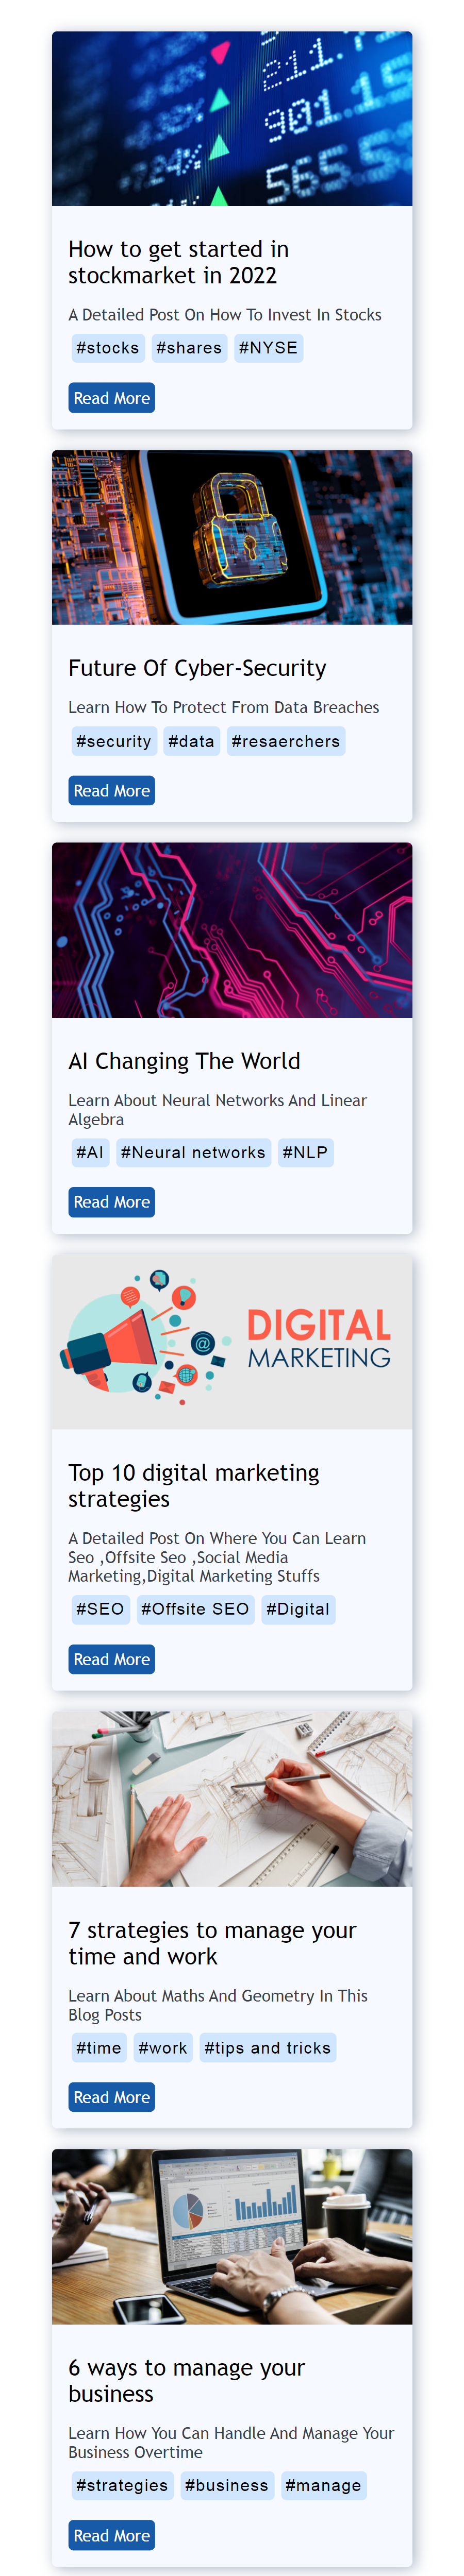 211.7
901.15
565.5
How to get started in
stockmarket in 2022
A Detailed Post On How To Invest In Stocks
#stocks #shares #NYSE
Read More
Future Of Cyber-Security
Learn How To Protect From Data Breaches
#security #data #resaerchers
Read More
AI Changing The World
Learn About Neural Networks And Linear
Algebra
#AI #Neural networks #NLP
Read More
@
DIGITAL
MARKETING
Top 10 digital marketing
strategies
A Detailed Post On Where You Can Learn
Seo ,Offsite Seo ,Social Media
Marketing,Digital Marketing Stuffs
#SEO #Offsite SEO #Digital
Read More
7 strategies to manage your
time and work
Learn About Maths And Geometry In This
Blog Posts
#time #work #tips and tricks
Read More
6 ways to manage your
business
Learn How You Can Handle And Manage Your
Business Overtime
#strategies #business #manage
Read More